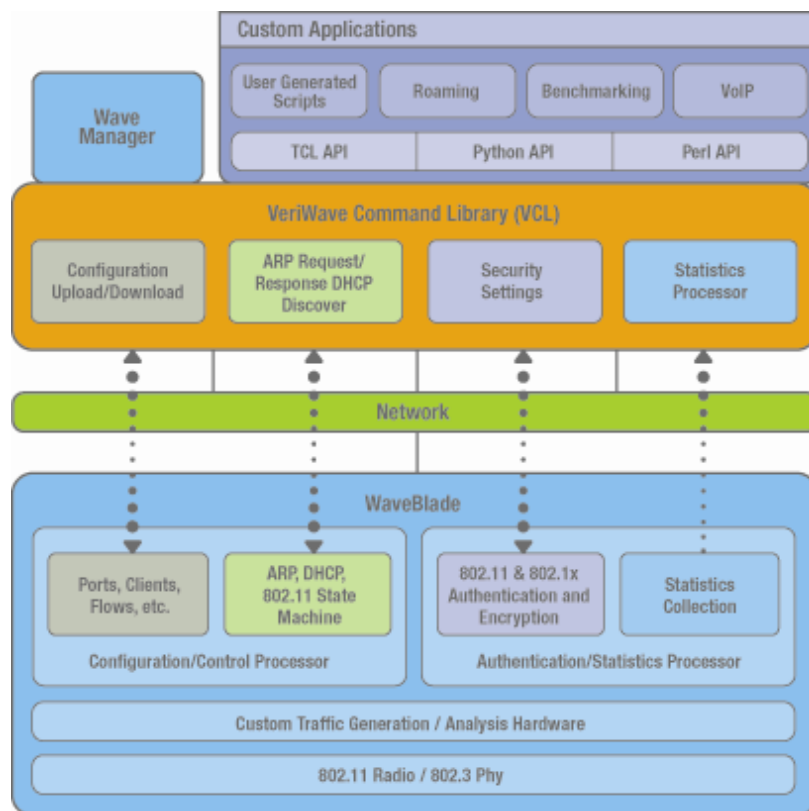 Custom Applications
User Generated
Scripts
Roaming
Benchmarking
VoIP
Wave
Manager
TCL API
Python API
Perl API
VeriWave Command Library (VCL)
Configuration
Upload/Download
ARP Request/
Response DHCP
Discover
Security
Settings
Statistics
Processor
Network
WaveBlade
Ports, Clients,
Flows, etc.
ARP, DHCP,
802.11 State
Machine
802.11 & 802.1x
Authentication and
Encryption
Statistics
Collection
Configuration/Control Processor
Authentication/Statistics Processor
Custom Traffic Generation / Analysis Hardware
802.11 Radio / 802.3 Phy